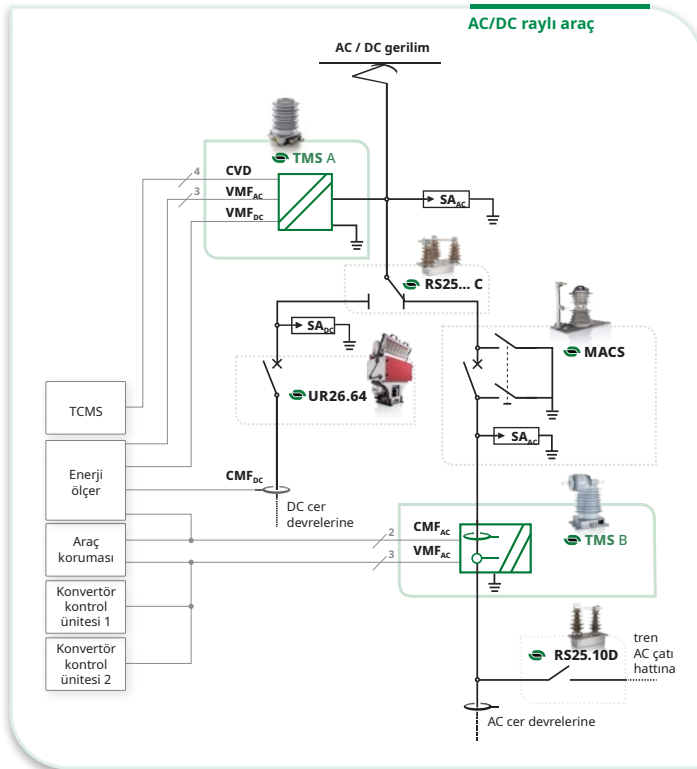 AC/DC raylı araç
AC / DC gerilim
TMS A
4
CVD
3
VMFAC
VMFDC
SAAC
RS25... C
SADC
MACS
UR26.64
TCMS
SAAC
Enerji
ölçer
CMFDC
DC cer
devrelerine
Araç
koruması
2
CMFAC
3
VMFAC
TMS B
Konvertör
kontrol
ünitesi 1
Konvertör
kontrol
ünitesi 2
RS25.10D
tren
AC çatı
hattına
AC cer devrelerine